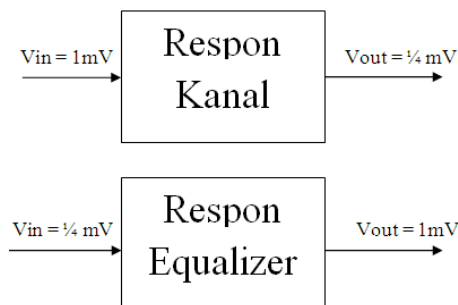 Vin = 1mV
Respon
Kanal
Vout = ¼ mV
Vin = ¼ mV
Respon
Equalizer
Vout = 1mV